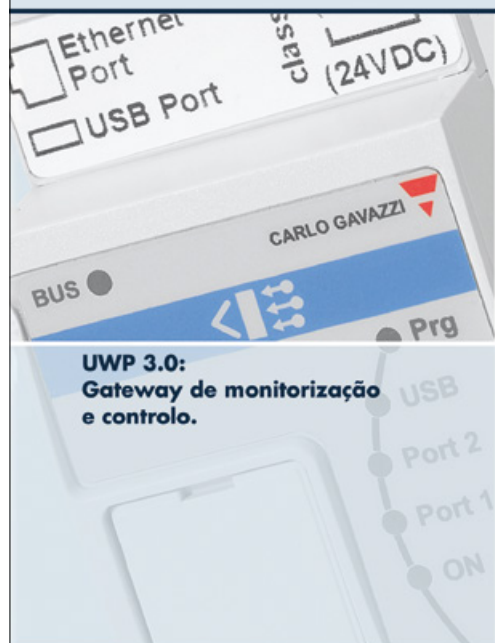 Ethernet
Port
USB Port
class
(24VDC)
CARLO GAVAZZI
BUS
Prg
UWP 3.0:
Gateway de monitorização
e controlo.
USB
Port 2
Port 1
ON